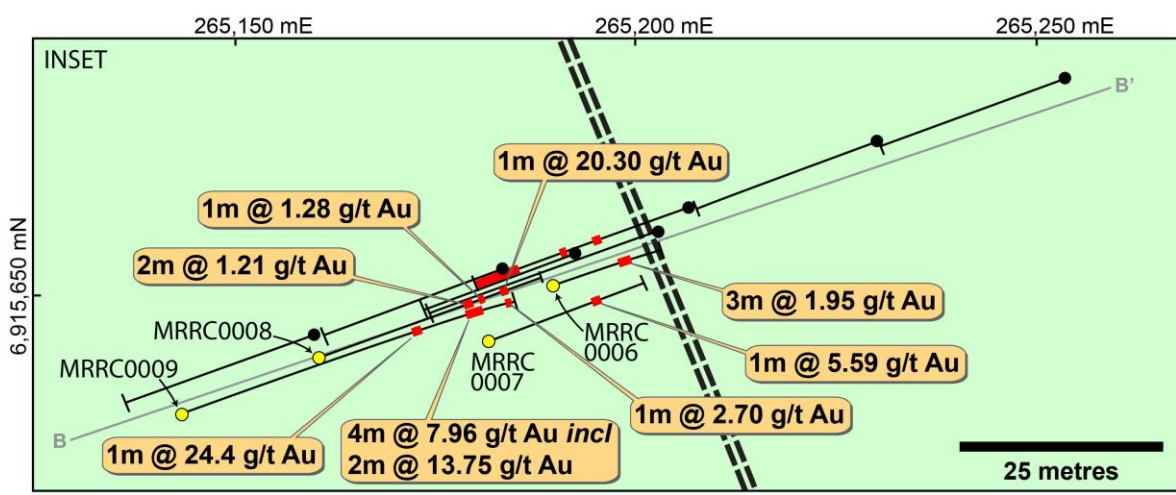 265,150 mE
265,200 mE
265,250 mE
INSET
B'
1m @ 20.30 g/t Au
1m @ 1.28 g/t Au
2m @ 1.21 g/t Au
6,915,650 mN
3m @ 1.95 g/t Au
MRRC0008
MRRC
0006
MRRC0009
MRRC
0007
1m @ 5.59 g/t Au
1m @ 2.70 g/t Au
B
4m @ 7.96 g/t Au incl
2m @ 13.75 g/t Au
1m @ 24.4 g/t Au
25 metres